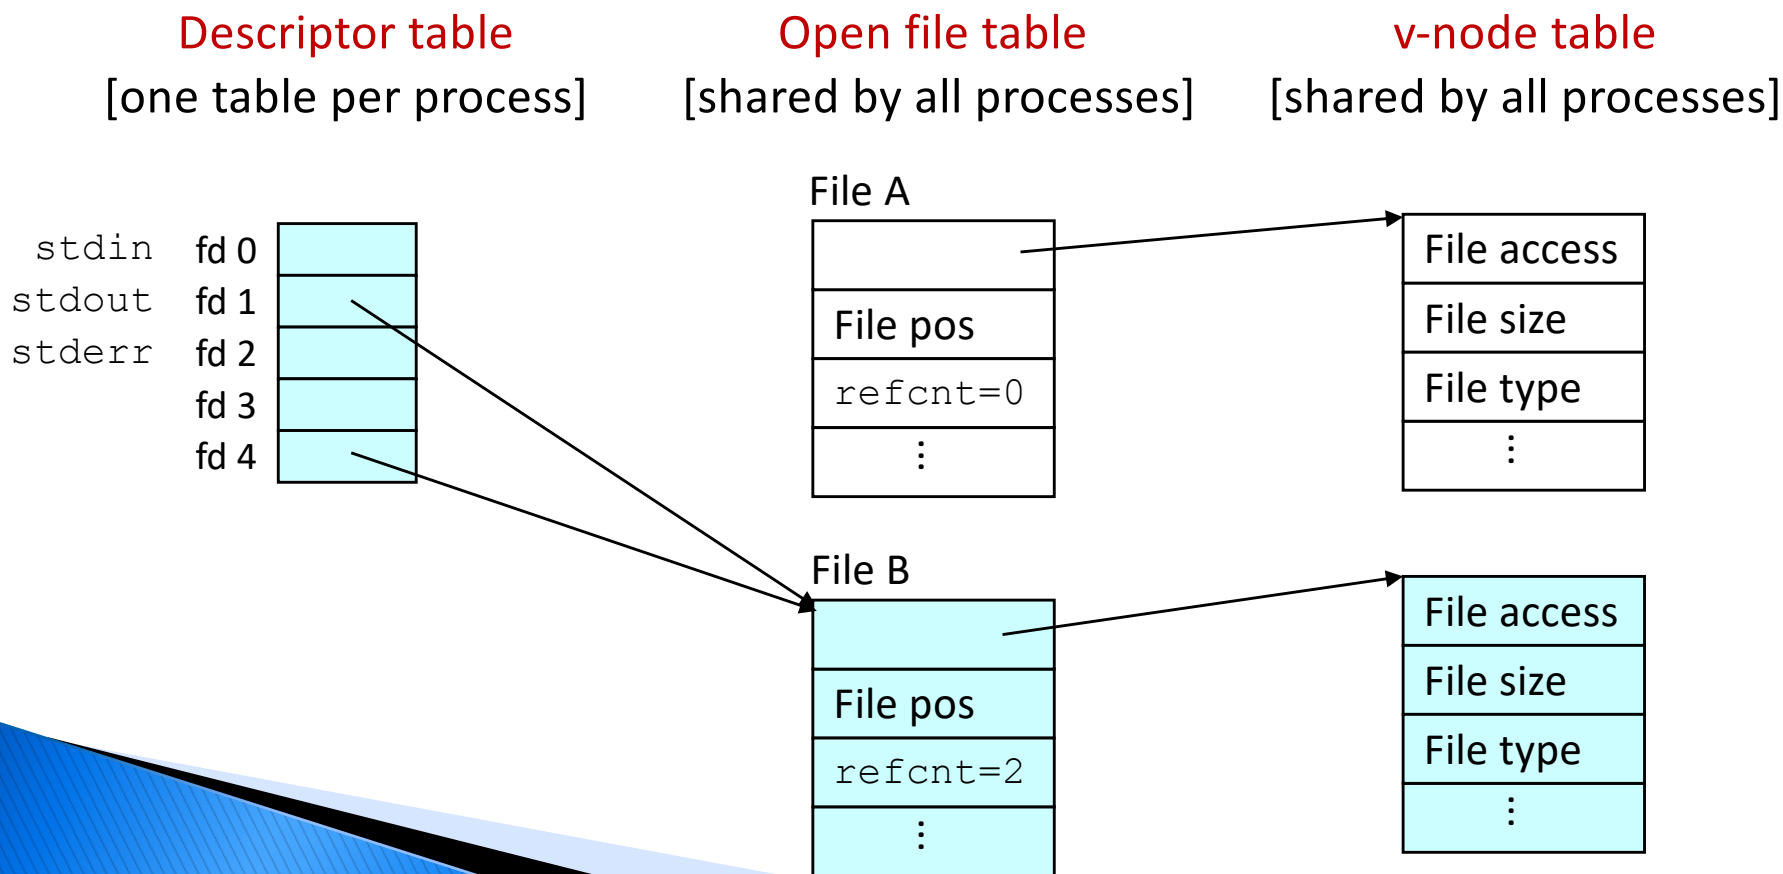 Descriptor table
[one table per process]
Open file table
[shared by all processes]
v-node table
[shared by all processes]
stdin fd 0
stdout fd 1
stderr fd 2
fd 3
fd 4
File A
File pos
refcnt=0
⋮
File access
File size
File type
⋮
File B
File pos
refcnt=2
⋮
File access
File size
File type
⋮